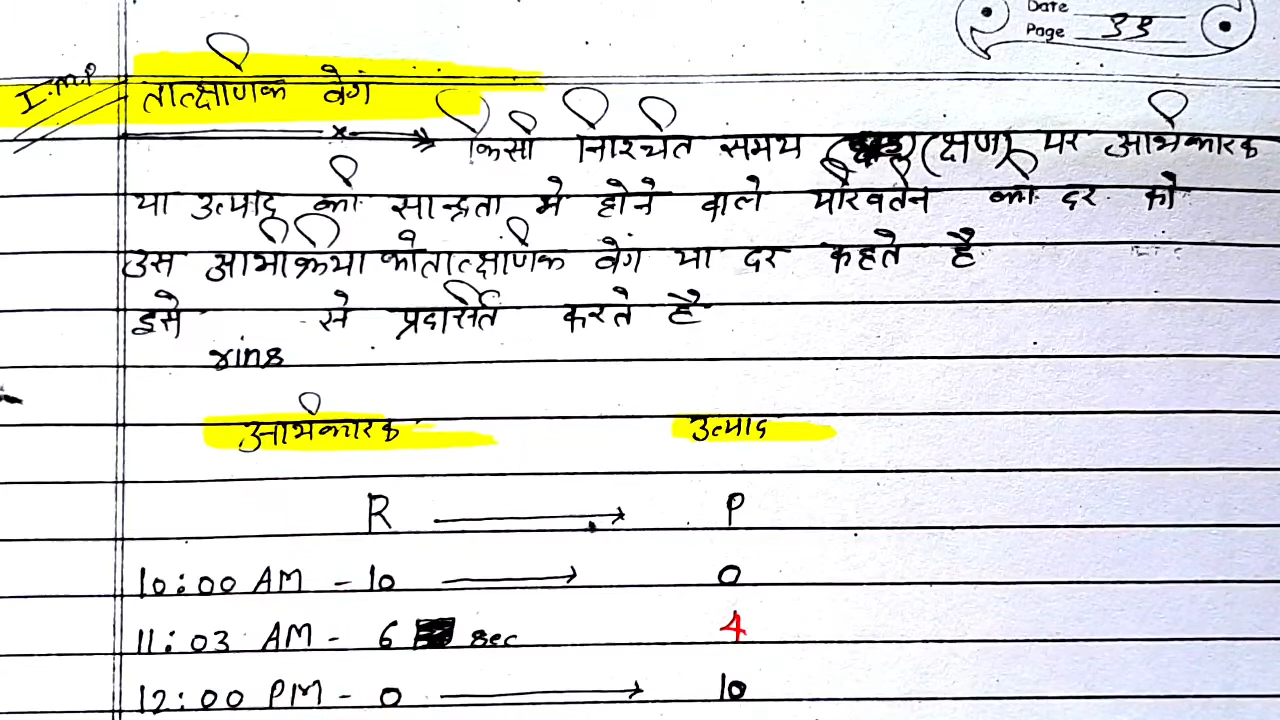 Date
Page 33
I.m.p
तात्क्षणिक वेग
किसी निश्चित समय (क्षण) पर अभिकारक
या उत्पाद की सान्द्रता मे होने वाले परिवर्तन की दर को
उस अभिक्रिया की तात्क्षणिक वेग या दर कहते है
इसे से प्रदर्सित करते है
rins
अभिकारक उत्पाद
R ⟶ P
10:00 AM - 10 ⟶ 0
11:03 AM - 6 sec 4
12:00 PM - 0 ⟶ 10